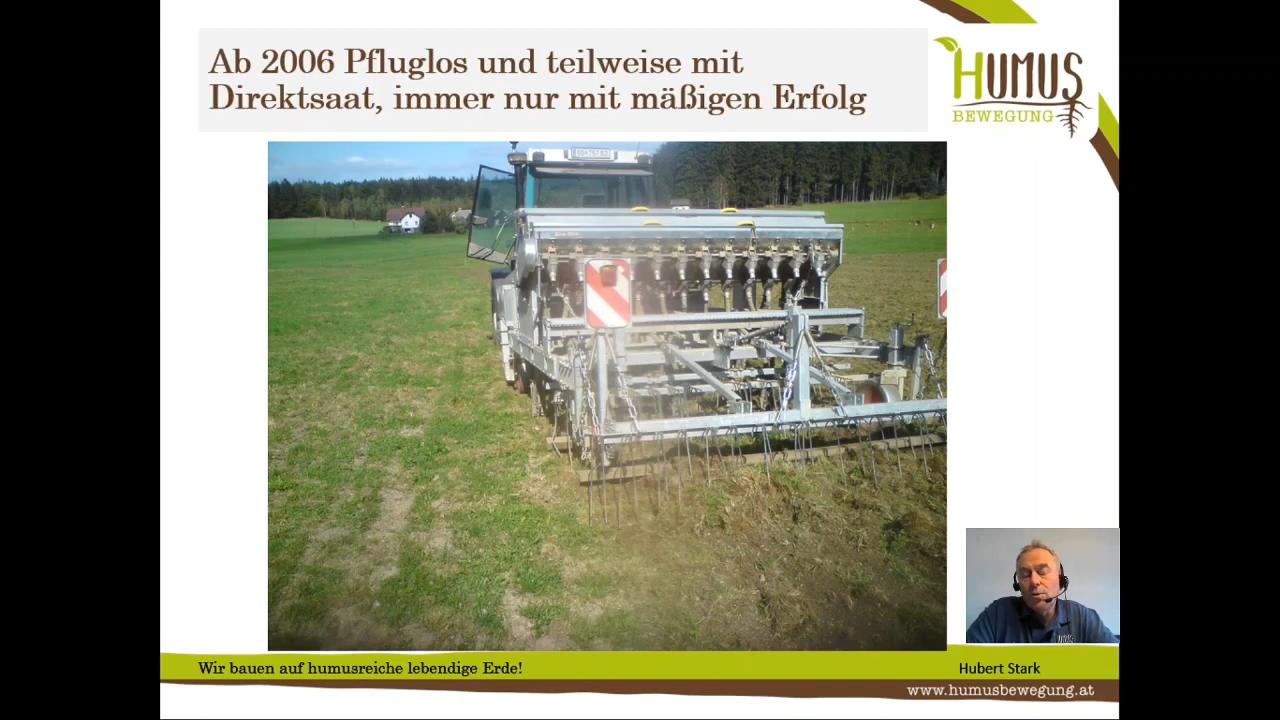 Ab 2006 Pfluglos und teilweise mit
Direktsaat, immer nur mit mäßigen Erfolg
HUMUS
BEWEGUNG
Wir bauen auf humusreiche lebendige Erde!
Hubert Stark
www.humusbewegung.at